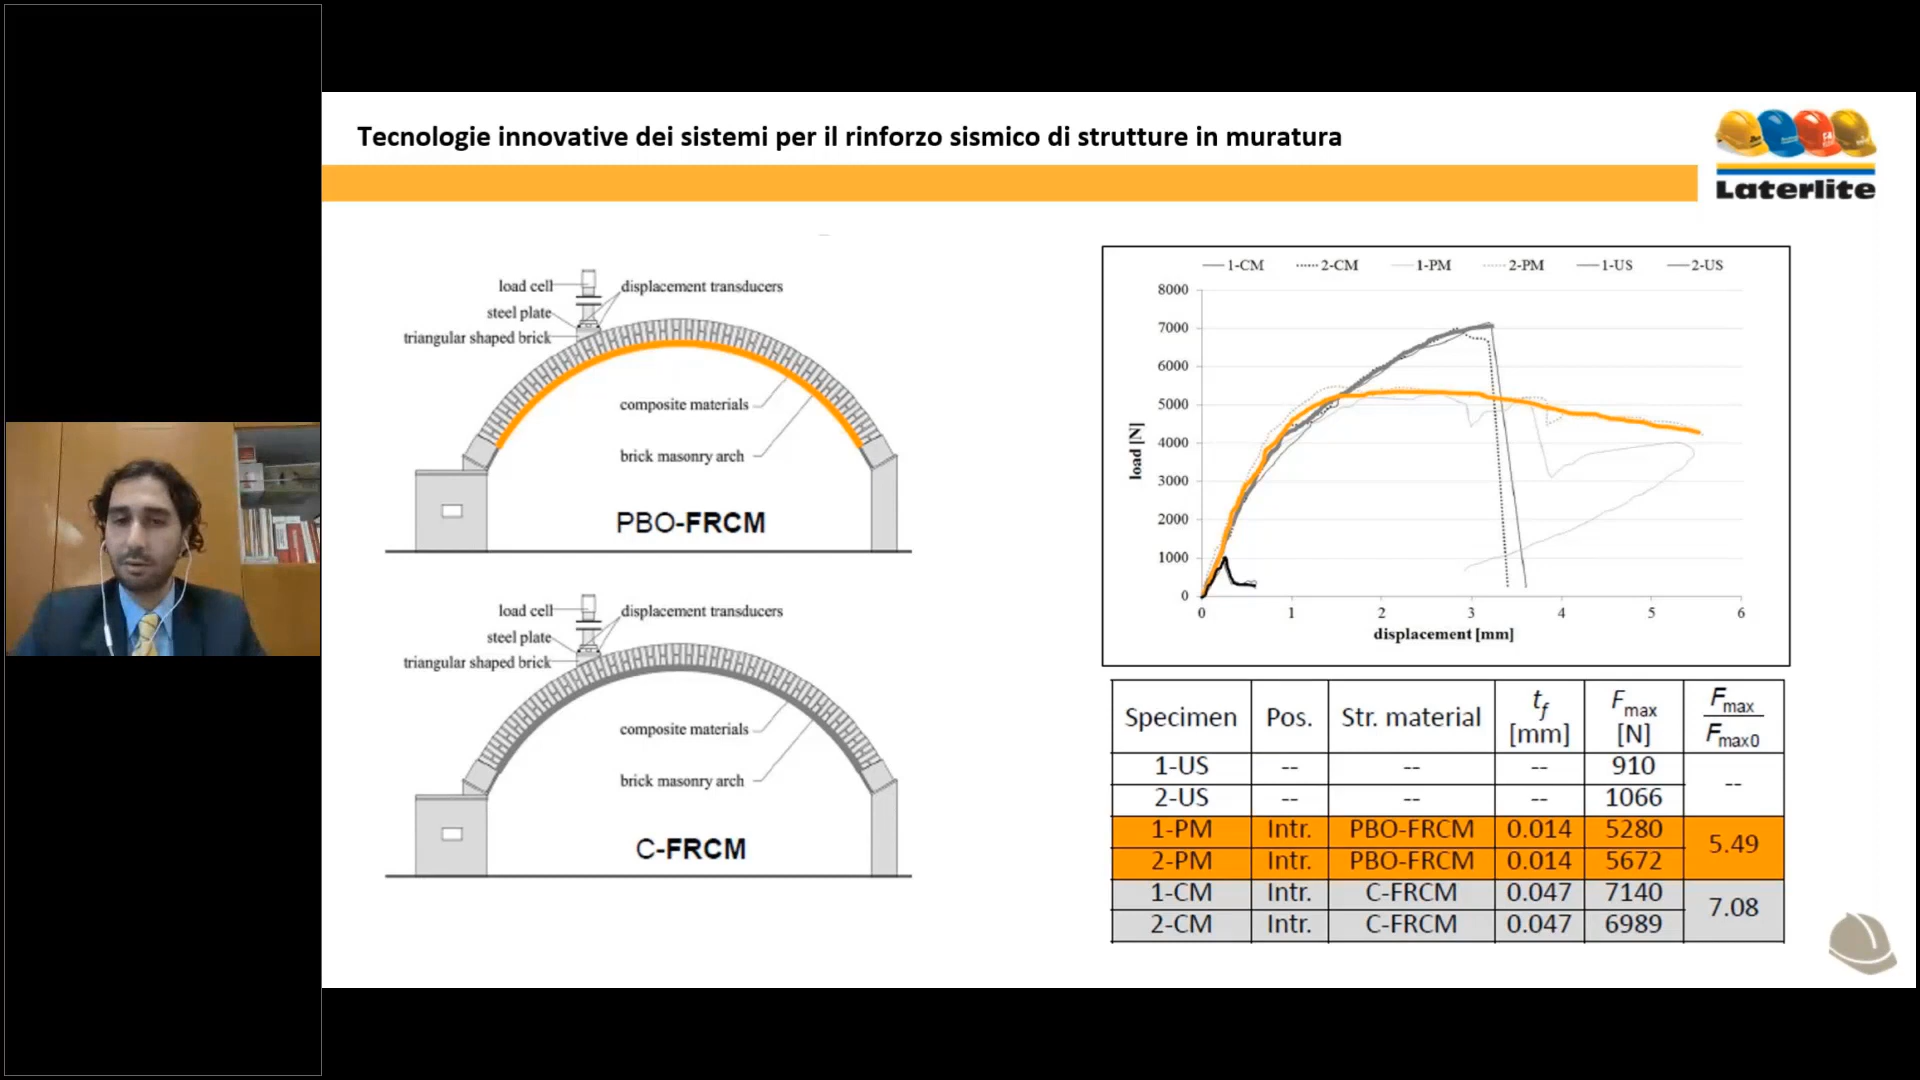 Tecnologie innovative dei sistemi per il rinforzo sismico di strutture in muratura
Laterlite
load cell
displacement transducers
steel plate
triangular shaped brick
composite materials
brick masonry arch
PBO-FRCM
load cell
displacement transducers
steel plate
triangular shaped brick
composite materials
brick masonry arch
C-FRCM
1-CM 2-CM 1-PM 2-PM 1-US 2-US
8000
7000
6000
5000
4000
3000
2000
1000
0
load [N]
0 1 2 3 4 5 6
displacement [mm]
Specimen Pos. Str. material tf [mm] Fmax [N] Fmax/Fmax0
1-US -- -- -- 910 --
2-US -- -- -- 1066
1-PM Intr. PBO-FRCM 0.014 5280 5.49
2-PM Intr. PBO-FRCM 0.014 5672
1-CM Intr. C-FRCM 0.047 7140 7.08
2-CM Intr. C-FRCM 0.047 6989